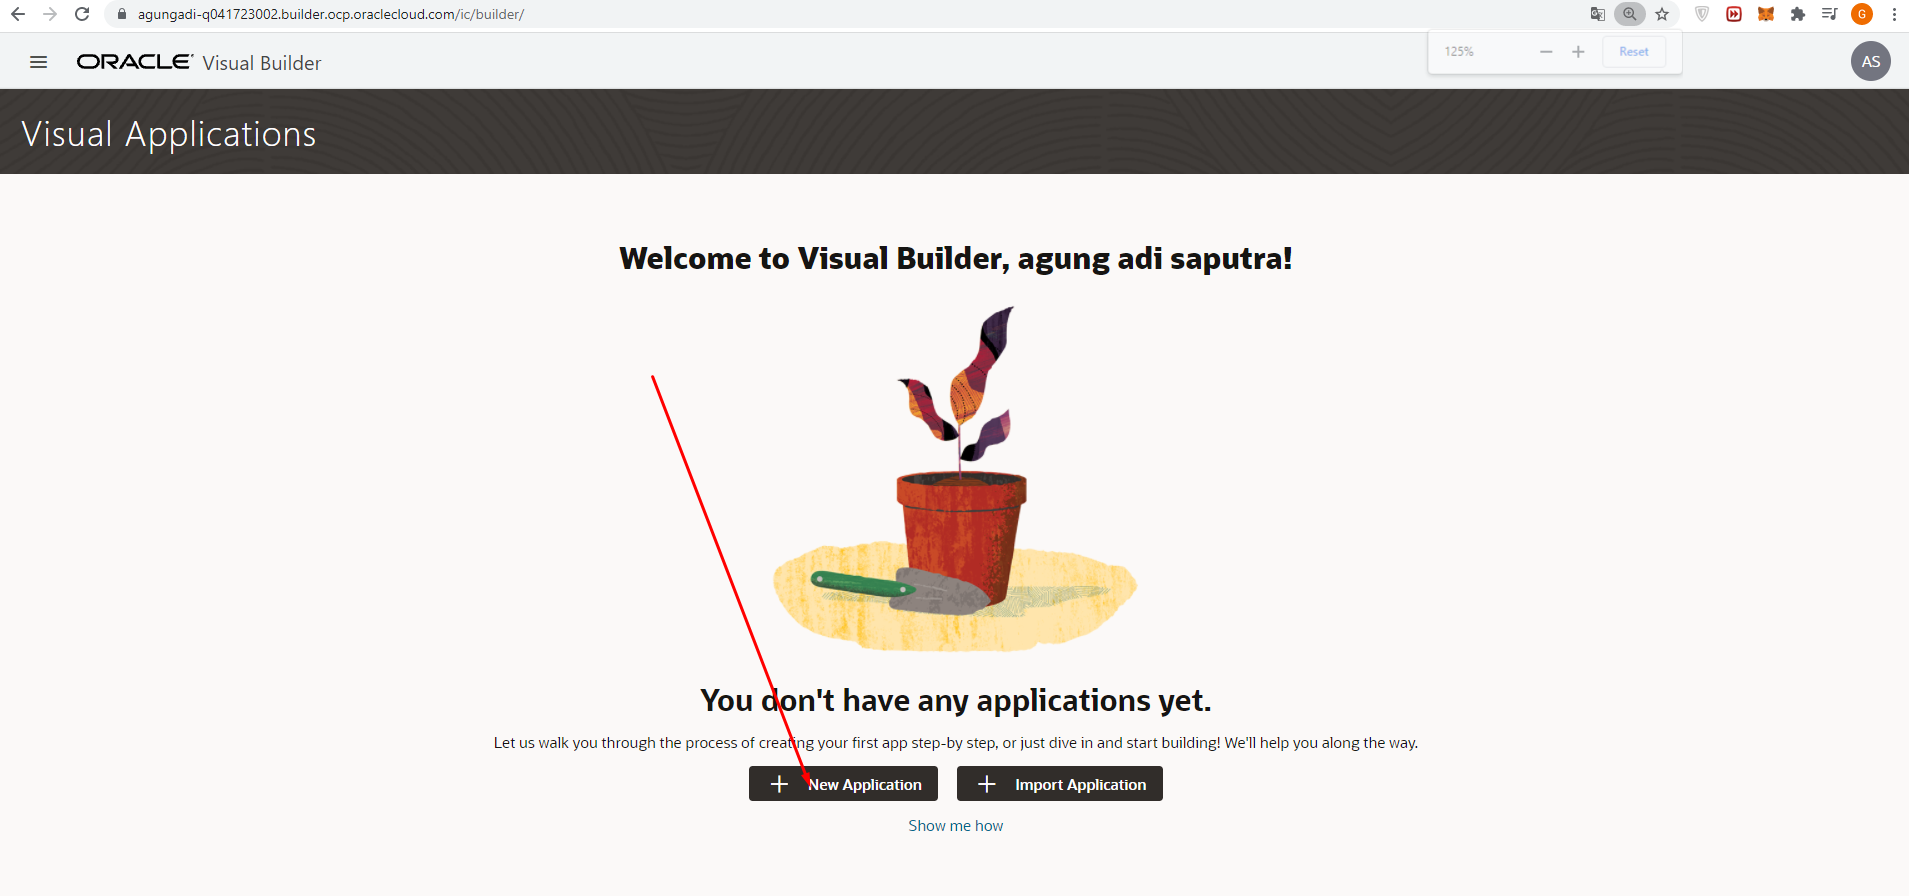 agungadi-q041723002.builder.ocp.oraclecloud.com/ic/builder/
G
125%
Reset
ORACLE Visual Builder
AS
Visual Applications
Welcome to Visual Builder, agung adi saputra!
You don't have any applications yet.
Let us walk you through the process of creating your first app step-by step, or just dive in and start building! We'll help you along the way.
New Application
Import Application
Show me how